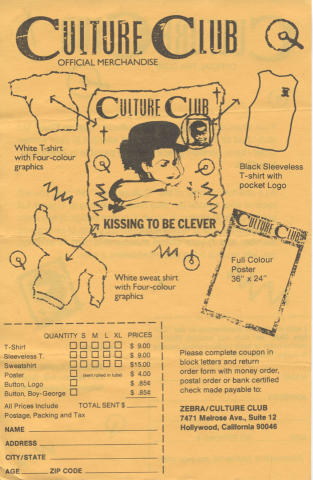 CULTURE CLUB
OFFICIAL MERCHANDISE
White T-shirt
with Four-colour
graphics
CULTURE CLUB
KISSING TO BE CLEVER
Black Sleeveless
T-shirt with
pocket Logo
White sweat shirt
with Four-colour
graphics
CULTURE CLUB
Full Colour
Poster
36" x 24"
QUANTITY S M L XL PRICES
T-Shirt $ 9.00
Sleeveless T. $ 9.00
Sweatshirt $15.00
Poster (sent rolled in tube) $ 4.00
Button, Logo $ .85¢
Button, Boy-George $ .85¢
All Prices Include TOTAL SENT $
Postage, Packing and Tax
NAME
ADDRESS
CITY/STATE
AGE ZIP CODE
Please complete coupon in
block letters and return
order form with money order,
postal order or bank certified
check made payable to:
ZEBRA/CULTURE CLUB
7471 Melrose Ave., Suite 12
Hollywood, California 90046